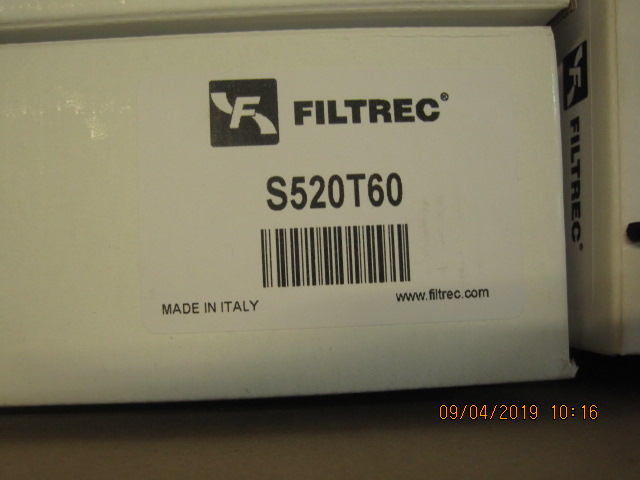 FILTREC®
S520T60
MADE IN ITALY
www.filtrec.com
FILTREC®
09/04/2019 10:16